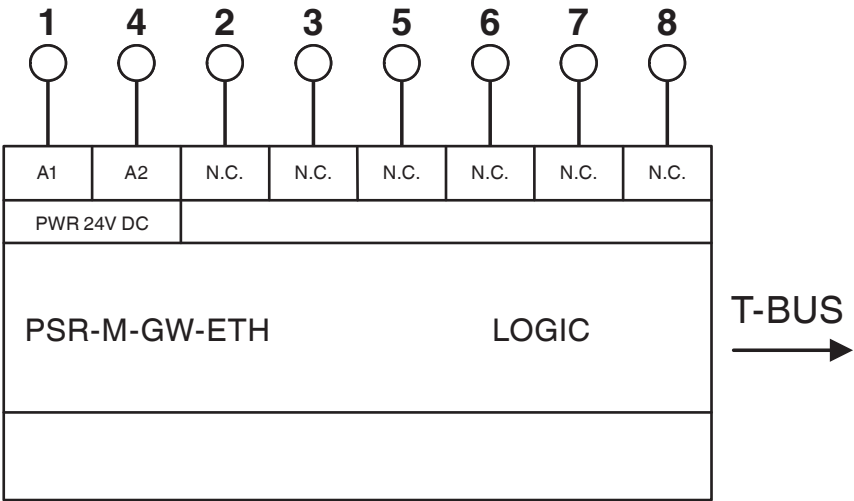 1 4 2 3 5 6 7 8
A1 A2 N.C. N.C. N.C. N.C. N.C. N.C.
PWR 24V DC
PSR-M-GW-ETH LOGIC
T-BUS